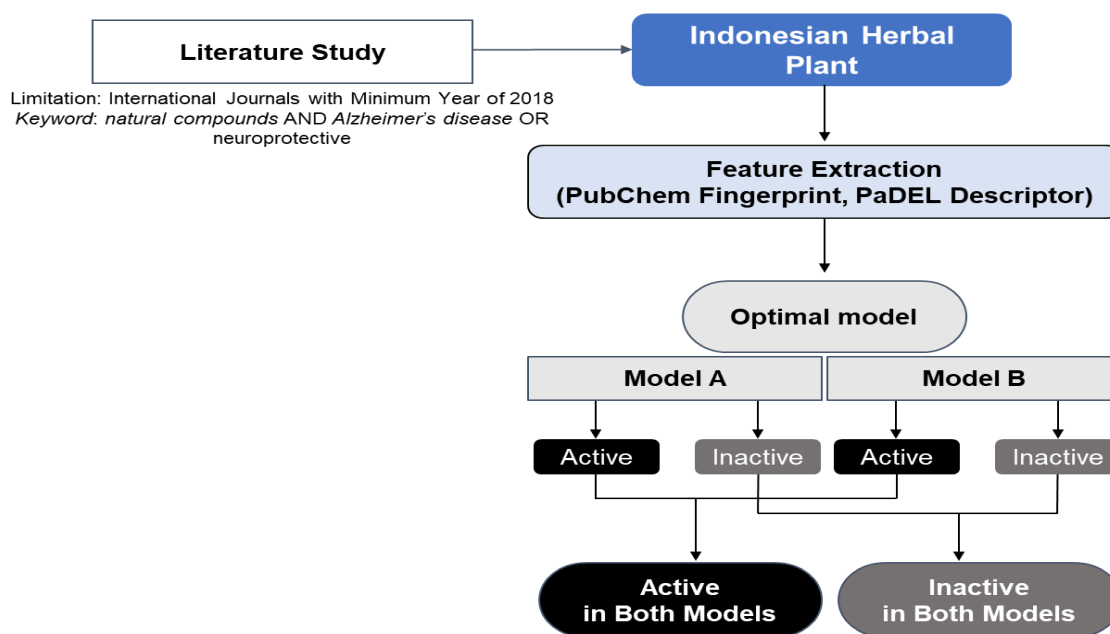 Literature Study
Indonesian Herbal
Plant
Limitation: International Journals with Minimum Year of 2018
Keyword: natural compounds AND Alzheimer's disease OR
neuroprotective
Feature Extraction
(PubChem Fingerprint, PaDEL Descriptor)
Optimal model
Model A
Model B
Active
Inactive
Active
Inactive
Active
in Both Models
Inactive
in Both Models